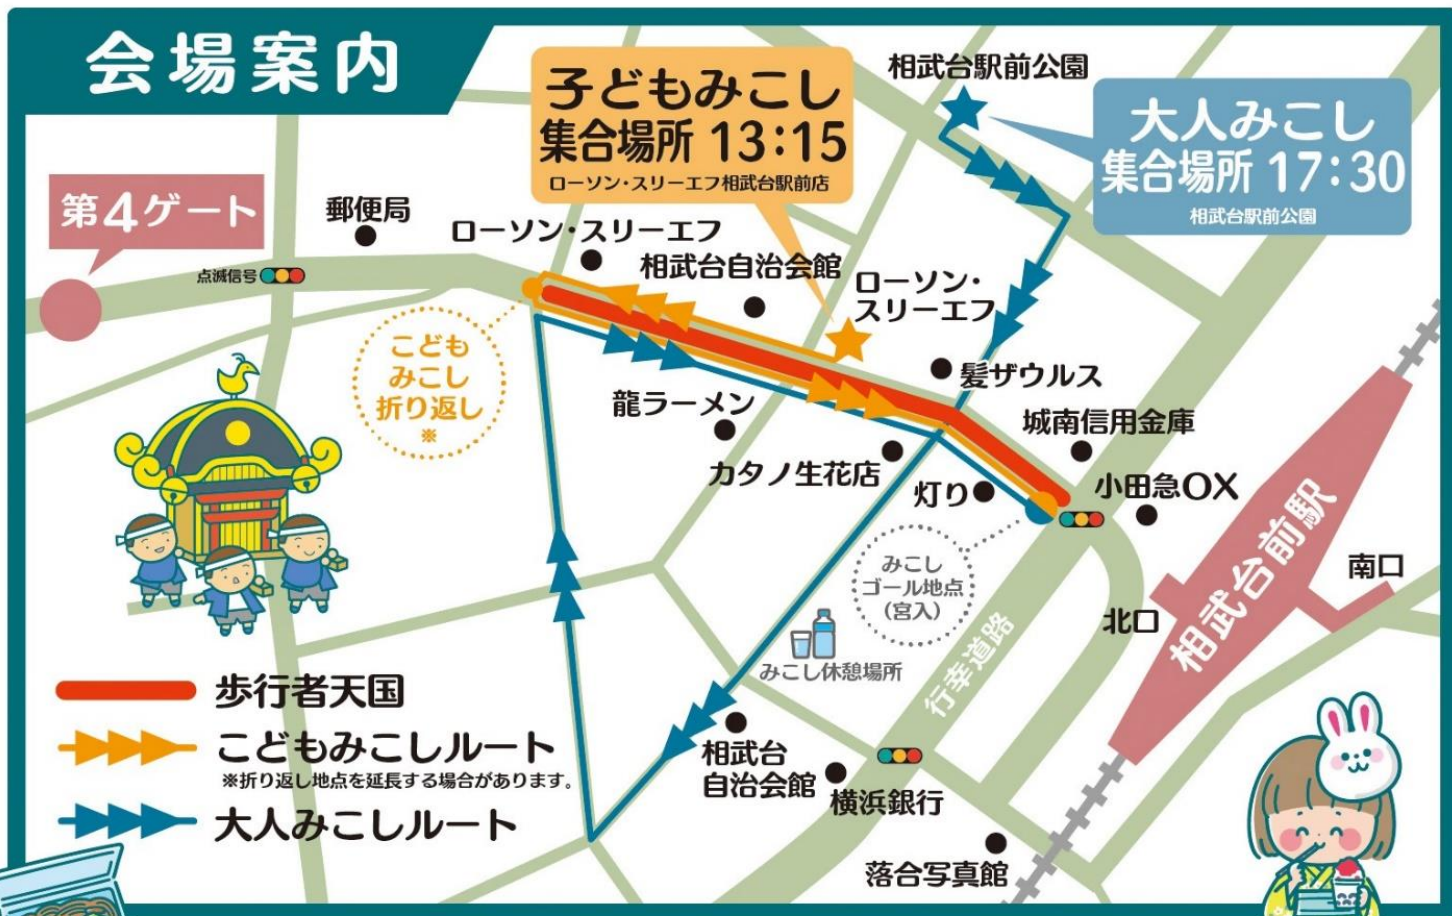 会場案内
子どもみこし
集合場所 13:15
ローソン・スリーエフ相武台駅前店
相武台駅前公園
大人みこし
集合場所 17:30
相武台駅前公園
第4ゲート
郵便局
点滅信号
ローソン・スリーエフ
相武台自治会館
ローソン・
スリーエフ
こども
みこし
折り返し
※
髪ザウルス
龍ラーメン
城南信用金庫
カタノ生花店
灯り
小田急OX
みこし
ゴール地点
(宮入)
相武台前駅
南口
北口
行幸道路
みこし休憩場所
相武台
自治会館
横浜銀行
落合写真館
歩行者天国
こどもみこしルート
※折り返し地点を延長する場合があります。
大人みこしルート